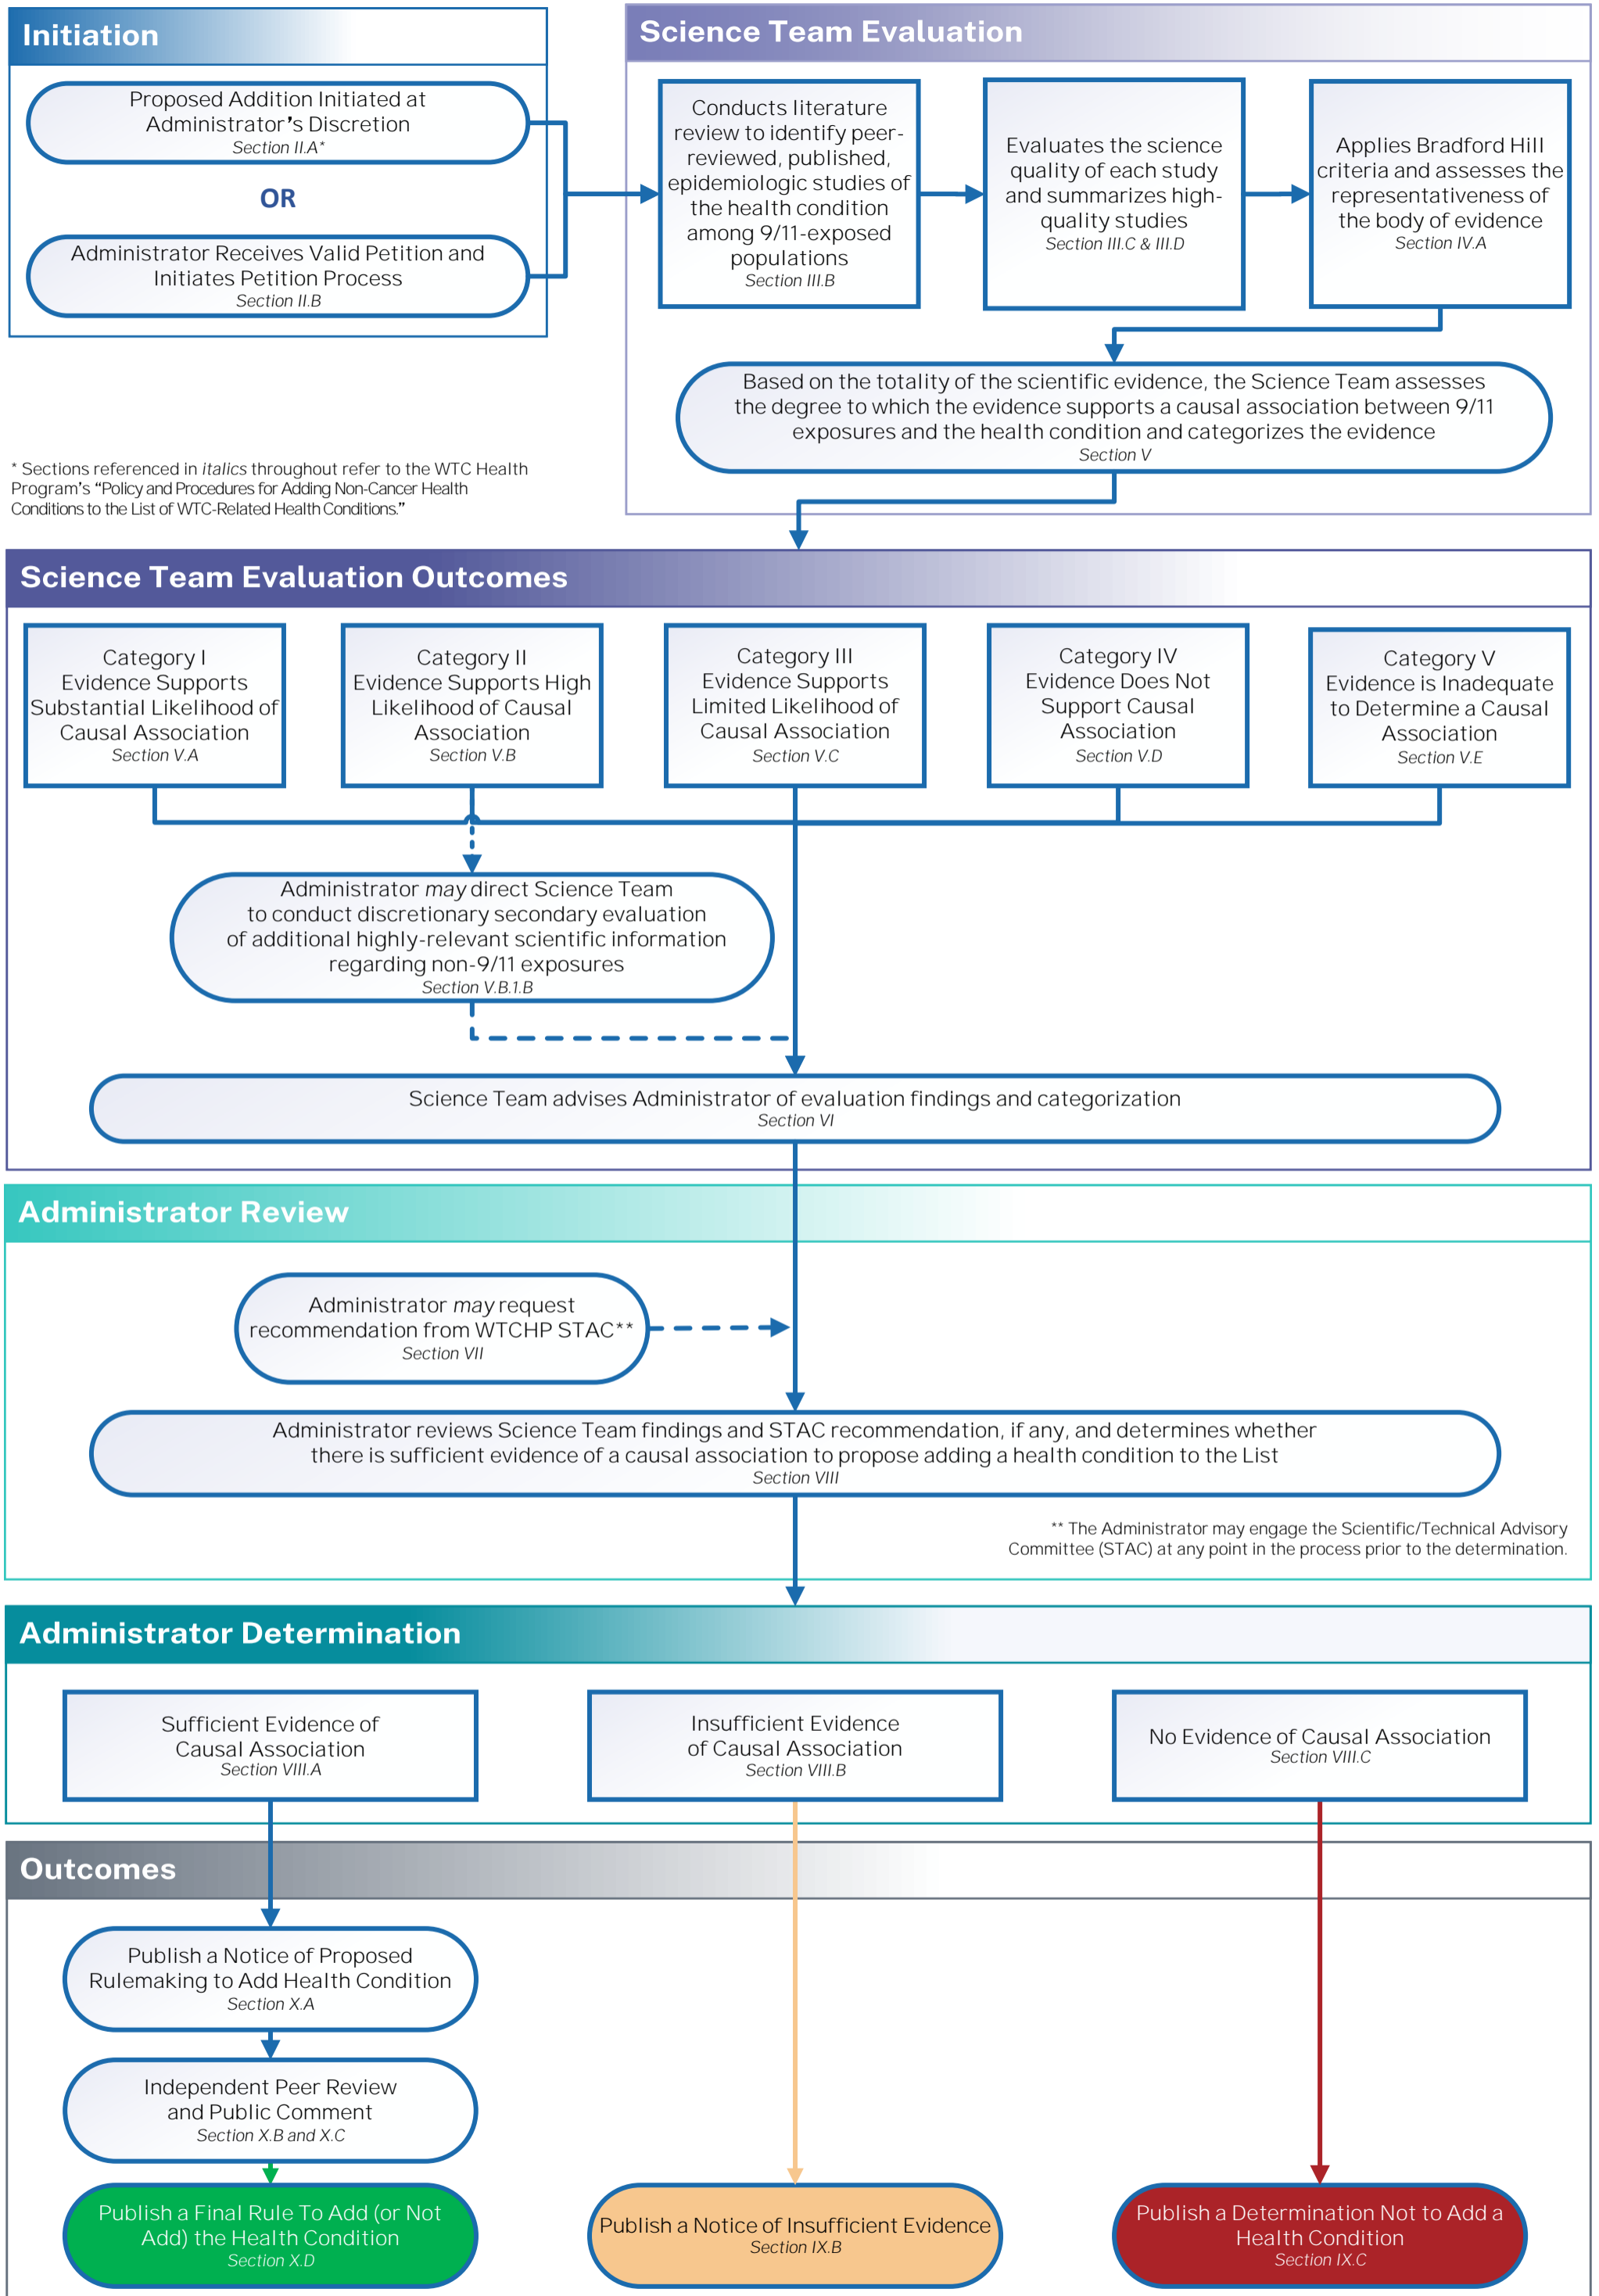 Initiation
Proposed Addition Initiated at
Administrator's Discretion
Section II.A*
OR
Administrator Receives Valid Petition and
Initiates Petition Process
Section II.B
Science Team Evaluation
Conducts literature
review to identify peer-
reviewed, published,
epidemiologic studies of
the health condition
among 9/11-exposed
populations
Section III.B
Evaluates the science
quality of each study
and summarizes high-
quality studies
Section III.C & III.D
Applies Bradford Hill
criteria and assesses the
representativeness of
the body of evidence
Section IV.A
Based on the totality of the scientific evidence, the Science Team assesses
the degree to which the evidence supports a causal association between 9/11
exposures and the health condition and categorizes the evidence
Section V
* Sections referenced in italics throughout refer to the WTC Health
Program's "Policy and Procedures for Adding Non-Cancer Health
Conditions to the List of WTC-Related Health Conditions."
Science Team Evaluation Outcomes
Category I
Evidence Supports
Substantial Likelihood of
Causal Association
Section V.A
Category II
Evidence Supports High
Likelihood of Causal
Association
Section V.B
Category III
Evidence Supports
Limited Likelihood of
Causal Association
Section V.C
Category IV
Evidence Does Not
Support Causal
Association
Section V.D
Category V
Evidence is Inadequate
to Determine a Causal
Association
Section V.E
Administrator may direct Science Team
to conduct discretionary secondary evaluation
of additional highly-relevant scientific information
regarding non-9/11 exposures
Section V.B.1.B
Science Team advises Administrator of evaluation findings and categorization
Section VI
Administrator Review
Administrator may request
recommendation from WTCHP STAC**
Section VII
Administrator reviews Science Team findings and STAC recommendation, if any, and determines whether
there is sufficient evidence of a causal association to propose adding a health condition to the List
Section VIII
** The Administrator may engage the Scientific/Technical Advisory
Committee (STAC) at any point in the process prior to the determination.
Administrator Determination
Sufficient Evidence of
Causal Association
Section VIII.A
Insufficient Evidence
of Causal Association
Section VIII.B
No Evidence of Causal Association
Section VIII.C
Outcomes
Publish a Notice of Proposed
Rulemaking to Add Health Condition
Section X.A
Independent Peer Review
and Public Comment
Section X.B and X.C
Publish a Final Rule To Add (or Not
Add) the Health Condition
Section X.D
Publish a Notice of Insufficient Evidence
Section IX.B
Publish a Determination Not to Add a
Health Condition
Section IX.C